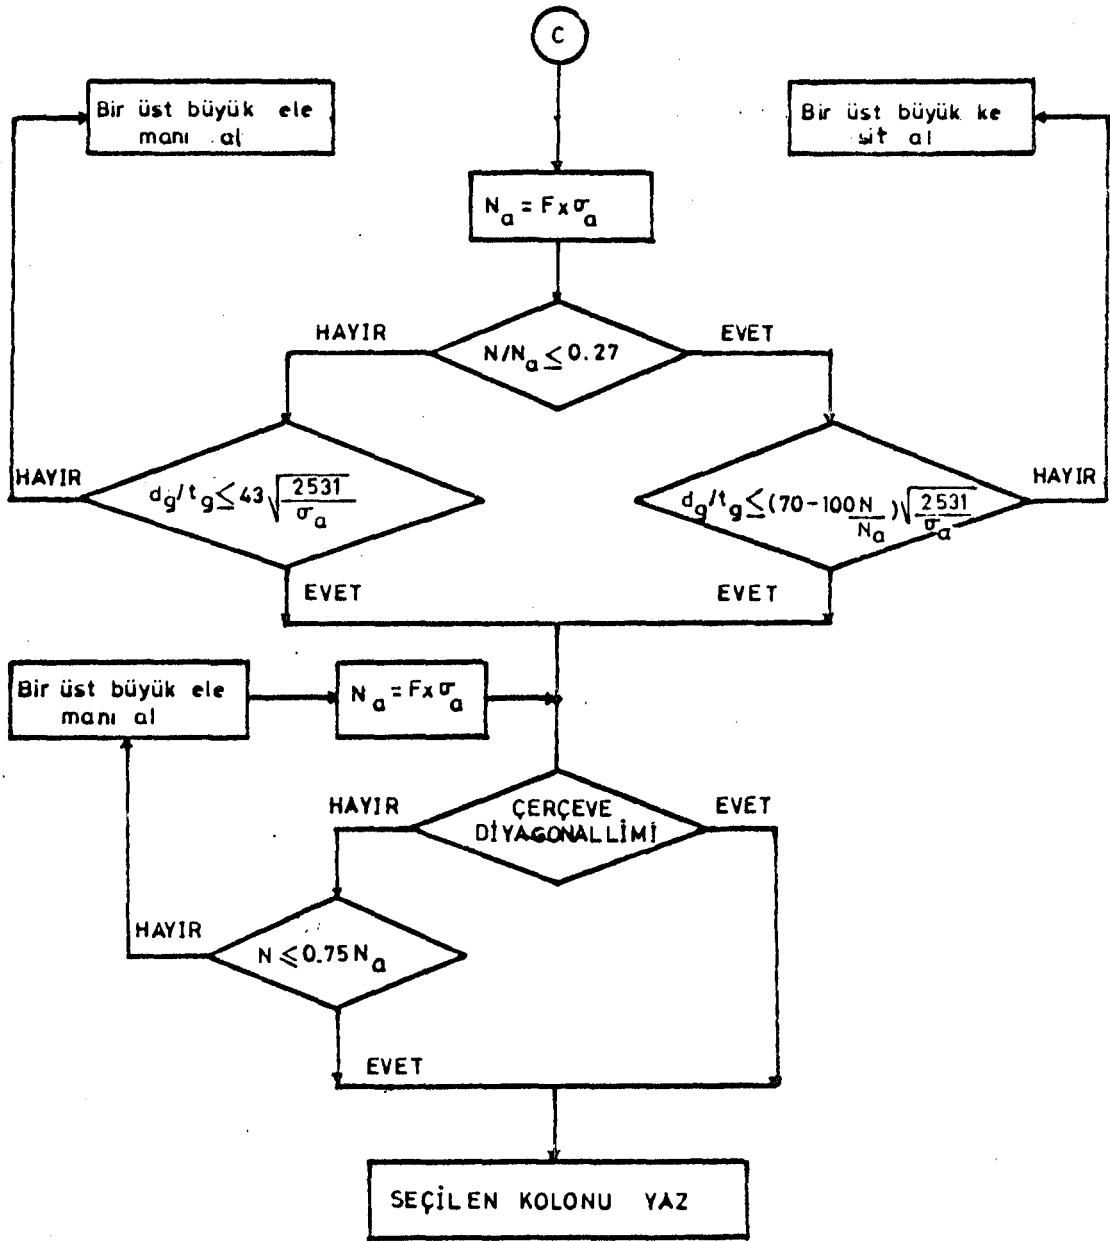 C
Bir üst büyük ele
manı al
Bir üst büyük ke
sit al
N_a = F x σ_a
HAYIR
EVET
N/N_a ≤ 0.27
HAYIR
HAYIR
d_g/t_g ≤ 43 √(2531/σ_a)
d_g/t_g ≤ (70-100 N/N_a) √(2531/σ_a)
EVET
EVET
Bir üst büyük ele
manı al
N_a = F x σ_a
HAYIR
EVET
ÇERÇEVE
DİYAGONALLIMİ
HAYIR
N ≤ 0.75 N_a
EVET
SEÇİLEN KOLONU YAZ